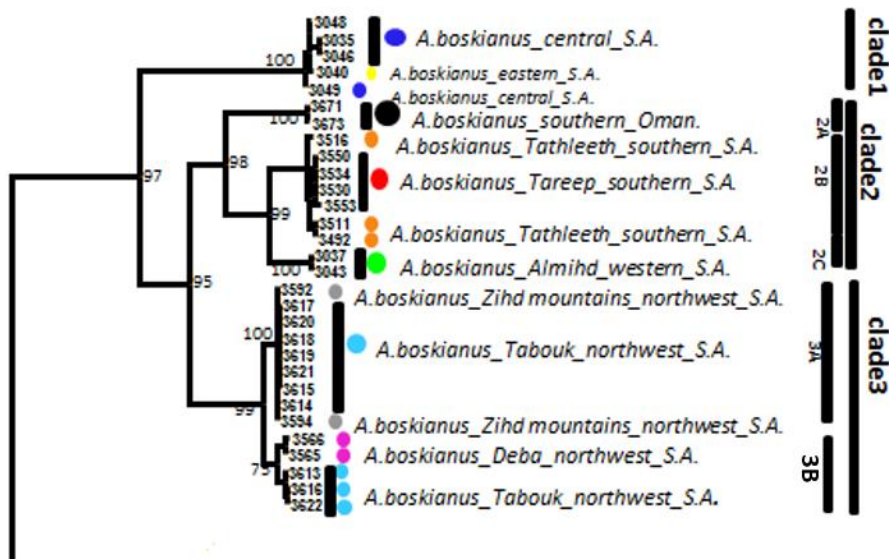 3048
3035
A.boskianus_central_S.A.
3046
100
3040
A.boskianus_eastern_S.A.
3049
A.boskianus_central_S.A.
clade1
3671
100
3673
A.boskianus_southern_Oman.
2A
3516
A.boskianus_Tathleeth_southern_S.A.
98
3550
3534
97
A.boskianus_Tareep_southern_S.A.
3530
2B
clade2
3553
99
3511
A.boskianus_Tathleeth_southern_S.A.
3492
3037
100
3043
A.boskianus_Almihd_western_S.A.
2C
95
3592
A.boskianus_Zihd mountains_northwest_S.A.
3617
3620
100
3618
A.boskianus_Tabouk_northwest_S.A.
3619
3621
3615
3614
3A
clade3
99
3594
A.boskianus_Zihd mountains_northwest_S.A.
3566
3565
A.boskianus_Deba_northwest_S.A.
75
3613
3616
A.boskianus_Tabouk_northwest_S.A.
3622
3B